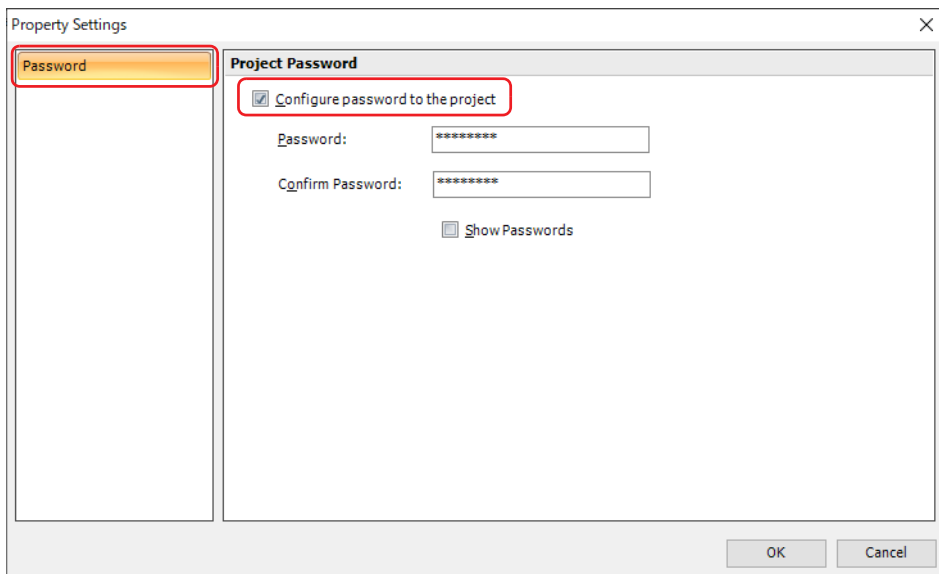 Property Settings
Password
Project Password
Configure password to the project
Password:
********
Confirm Password:
********
Show Passwords
OK
Cancel